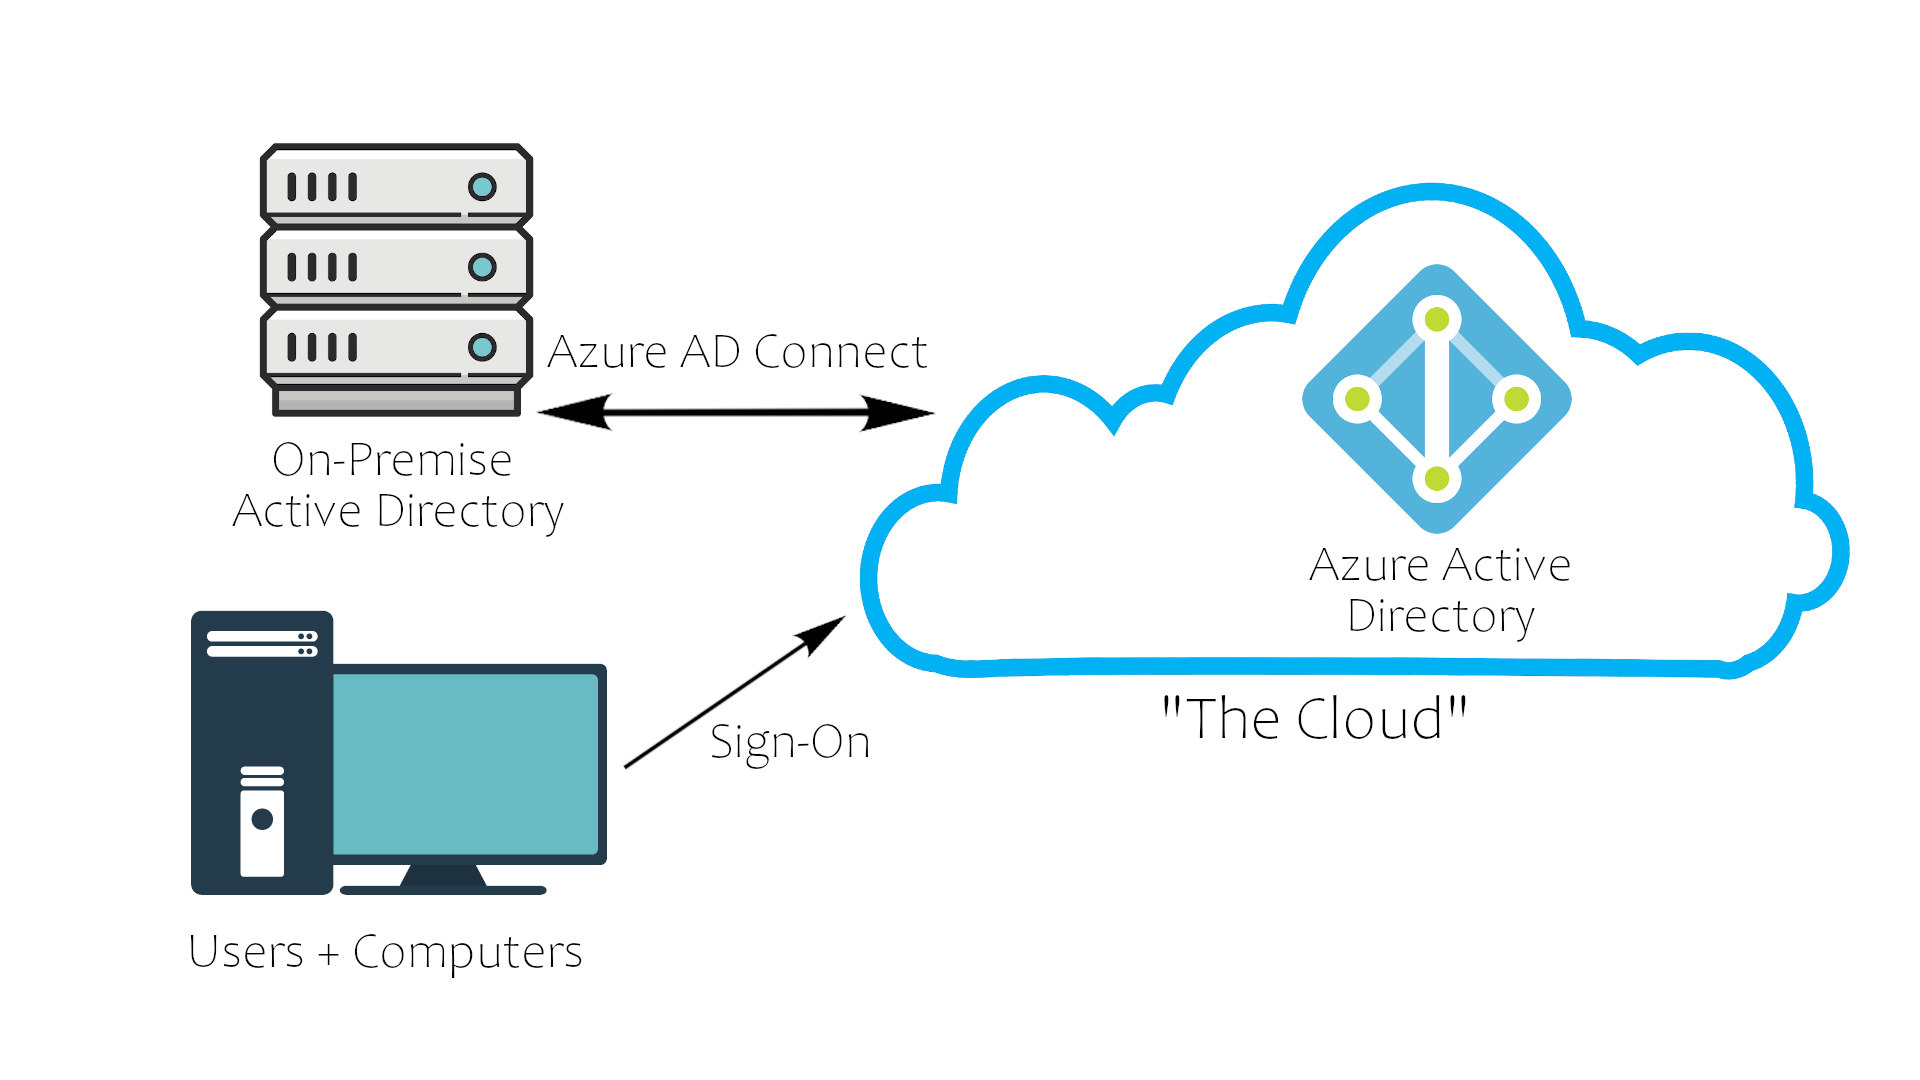 Azure AD Connect
On-Premise
Active Directory
Azure Active
Directory
"The Cloud"
Sign-On
Users + Computers